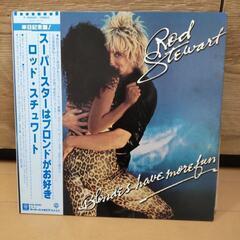 来日記念盤!
スーパースターはブロンドがお好き
ロッド・スチュワート
Rod
Stewart
Blondes have more fun